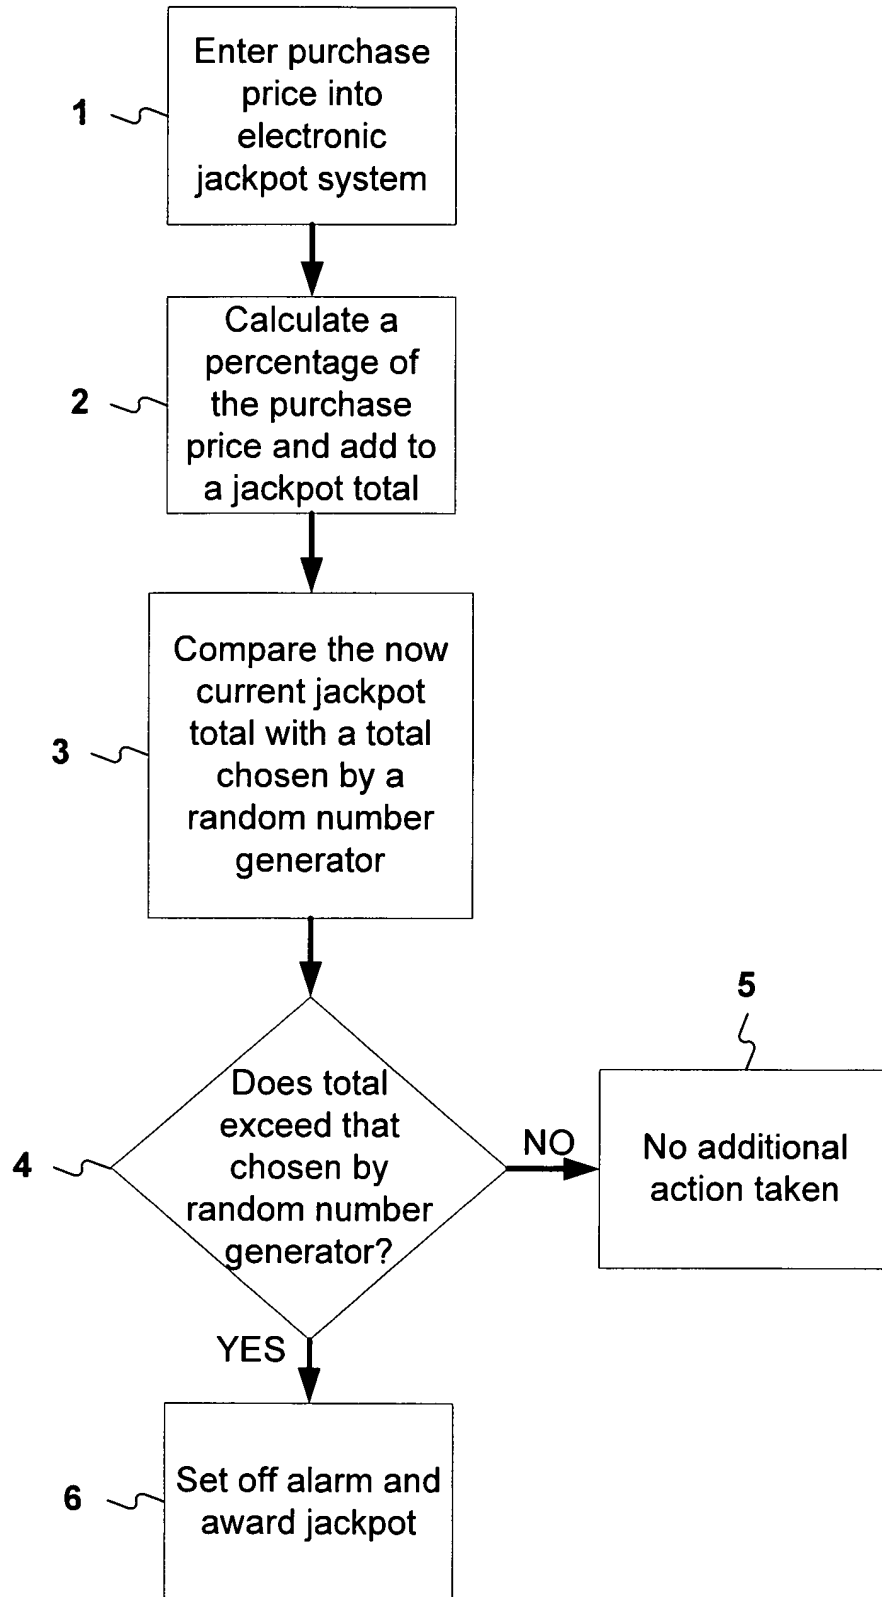 Enter purchase
price into
electronic
jackpot system
1
Calculate a
percentage of
the purchase
price and add to
a jackpot total
2
Compare the now
current jackpot
total with a total
chosen by a
random number
generator
3
Does total
exceed that
chosen by
random number
generator?
4
NO
5
No additional
action taken
YES
Set off alarm and
award jackpot
6